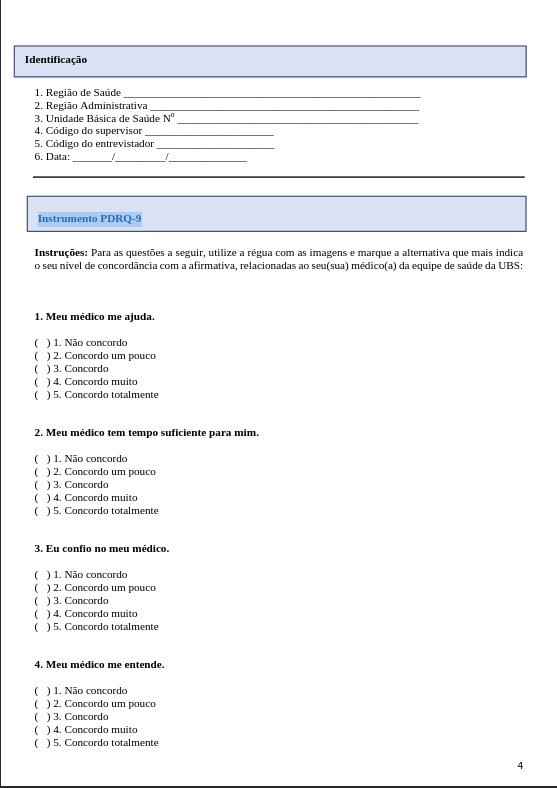 Identificação
1. Região de Saúde ______________________________________________________
2. Região Administrativa _________________________________________________
3. Unidade Básica de Saúde Nº ____________________________________________
4. Código do supervisor _______________________
5. Código do entrevistador _____________________
6. Data: _______/_________/______________
Instrumento PDRQ-9
Instruções: Para as questões a seguir, utilize a régua com as imagens e marque a alternativa que mais indica
o seu nível de concordância com a afirmativa, relacionadas ao seu(sua) médico(a) da equipe de saúde da UBS:
1. Meu médico me ajuda.
(   ) 1. Não concordo
(   ) 2. Concordo um pouco
(   ) 3. Concordo
(   ) 4. Concordo muito
(   ) 5. Concordo totalmente
2. Meu médico tem tempo suficiente para mim.
(   ) 1. Não concordo
(   ) 2. Concordo um pouco
(   ) 3. Concordo
(   ) 4. Concordo muito
(   ) 5. Concordo totalmente
3. Eu confio no meu médico.
(   ) 1. Não concordo
(   ) 2. Concordo um pouco
(   ) 3. Concordo
(   ) 4. Concordo muito
(   ) 5. Concordo totalmente
4. Meu médico me entende.
(   ) 1. Não concordo
(   ) 2. Concordo um pouco
(   ) 3. Concordo
(   ) 4. Concordo muito
(   ) 5. Concordo totalmente
4